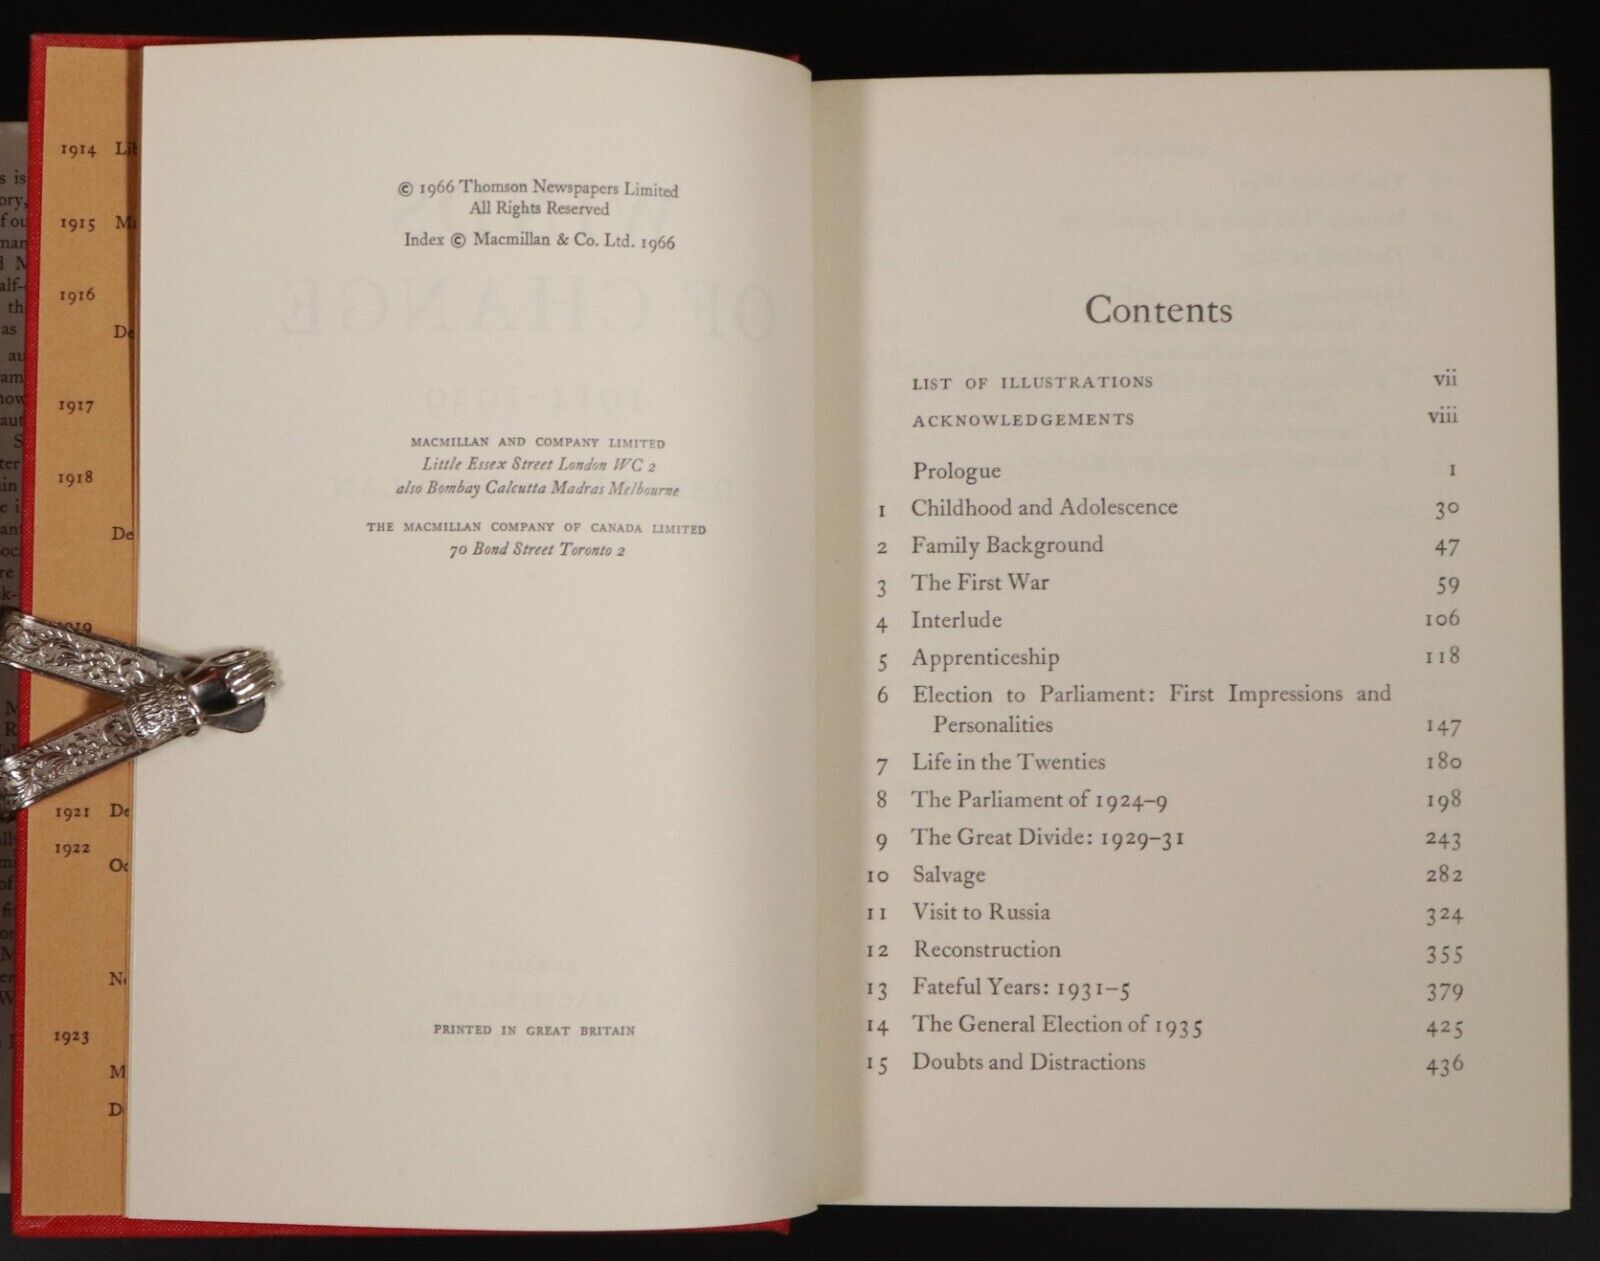 1914 Lib
1915
1916
De
1917
1918
De
1919
1921 De
1922
Oc
1923
M
D
© 1966 Thomson Newspapers Limited
All Rights Reserved
Index © Macmillan & Co. Ltd. 1966
MACMILLAN AND COMPANY LIMITED
Little Essex Street London WC 2
also Bombay Calcutta Madras Melbourne
THE MACMILLAN COMPANY OF CANADA LIMITED
70 Bond Street Toronto 2
PRINTED IN GREAT BRITAIN
Contents
LIST OF ILLUSTRATIONS vii
ACKNOWLEDGEMENTS viii
Prologue 1
1 Childhood and Adolescence 30
2 Family Background 47
3 The First War 59
4 Interlude 106
5 Apprenticeship 118
6 Election to Parliament: First Impressions and
Personalities 147
7 Life in the Twenties 180
8 The Parliament of 1924–9 198
9 The Great Divide: 1929–31 243
10 Salvage 282
11 Visit to Russia 324
12 Reconstruction 355
13 Fateful Years: 1931–5 379
14 The General Election of 1935 425
15 Doubts and Distractions 436